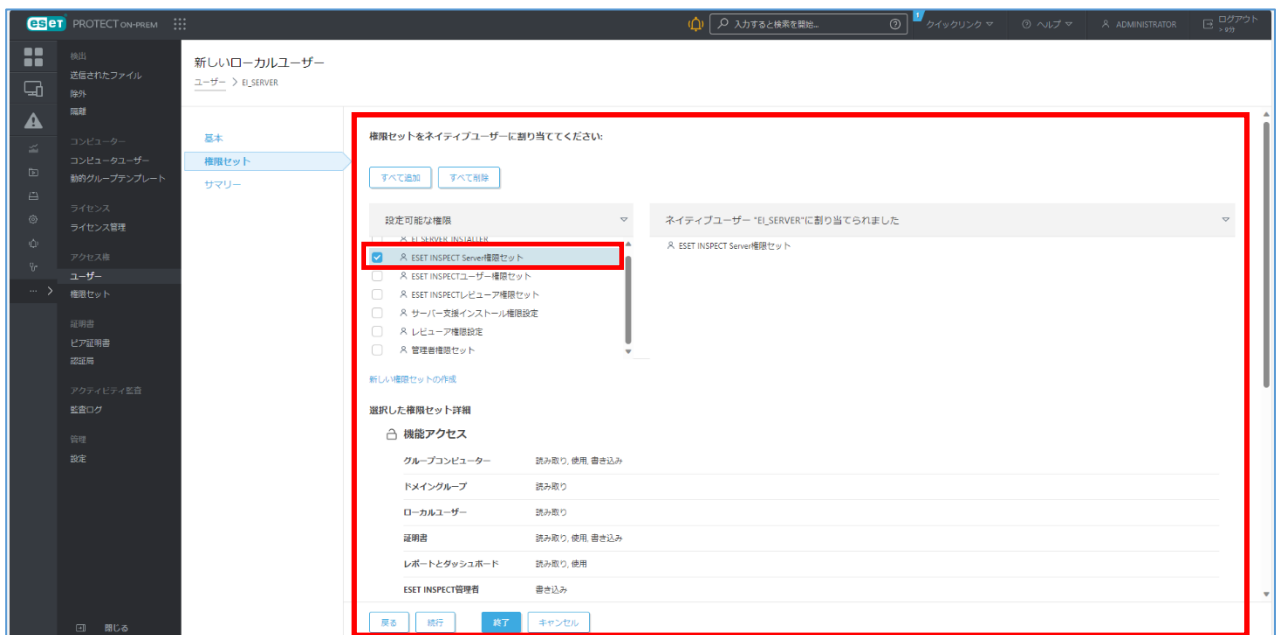 eset PROTECT ON-PREM
入力すると検索を開始...
1
クイックリンク
ヘルプ
ADMINISTRATOR
ログアウト
> 9分
検出
送信されたファイル
除外
隔離
コンピューター
コンピュータユーザー
動的グループテンプレート
ライセンス
ライセンス管理
アクセス権
ユーザー
権限セット
証明書
ピア証明書
認証局
アクティビティ監査
監査ログ
管理
設定
閉じる
新しいローカルユーザー
ユーザー > EI_SERVER
基本
権限セット
サマリー
権限セットをネイティブユーザーに割り当ててください:
すべて追加 すべて削除
設定可能な権限
EI_SERVER_INSTALLER
ESET INSPECT Server権限セット
ESET INSPECTユーザー権限セット
ESET INSPECTレビューア権限セット
サーバー支援インストール権限設定
レビューア権限設定
管理者権限セット
ネイティブユーザー "EI_SERVER"に割り当てられました
ESET INSPECT Server権限セット
新しい権限セットの作成
選択した権限セット詳細
機能アクセス
グループコンピューター 読み取り, 使用, 書き込み
ドメイングループ 読み取り
ローカルユーザー 読み取り
証明書 読み取り, 使用, 書き込み
レポートとダッシュボード 読み取り, 使用
ESET INSPECT管理者 書き込み
戻る 続行 終了 キャンセル